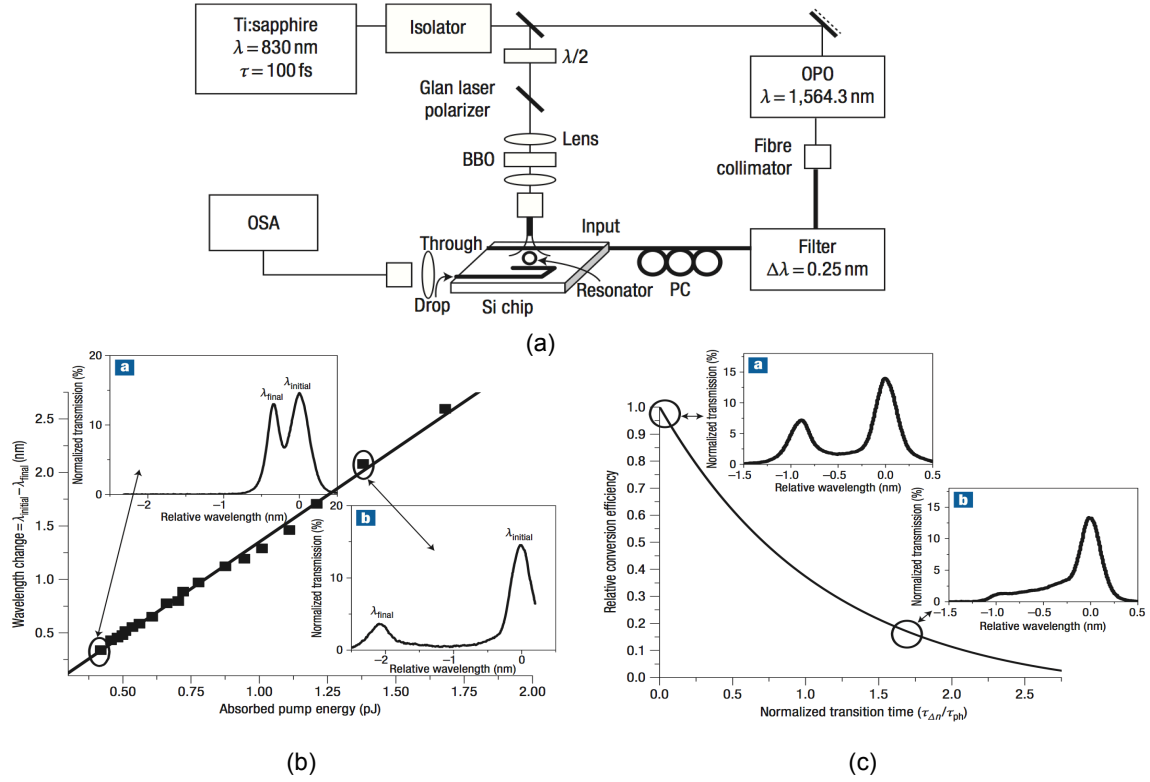 Ti:sapphire
λ = 830 nm
τ = 100 fs
Isolator
λ/2
Glan laser
polarizer
Lens
BBO
OPO
λ = 1,564.3 nm
Fibre
collimator
OSA
Input
Through
Filter
Δλ = 0.25 nm
Drop
Si chip
Resonator
PC
(a)
Wavelength change = λinitial – λfinal (nm)
2.5
2.0
1.75
1.5
1.0
0.5
0.50
0.75
1.00
1.25
1.50
1.75
2.00
Absorbed pump energy (pJ)
a
Normalized transmission (%)
20
10
0
λfinal
λinitial
−2
−1
0
Relative wavelength (nm)
b
Normalized transmission (%)
20
10
0
λfinal
λinitial
−2
−1
0
Relative wavelength (nm)
(b)
Relative conversion efficiency
1.0
0.9
0.8
0.7
0.6
0.5
0.4
0.3
0.2
0.1
0.0
0.0
0.5
1.0
1.5
2.0
2.5
Normalized transition time (τΔn/τph)
a
Normalized transmission (%)
15
10
5
0
−1.5
−1.0
−0.5
0.0
0.5
Relative wavelength (nm)
b
Normalized transmission (%)
15
10
5
0
−1.5
−1.0
−0.5
0.0
0.5
Relative wavelength (nm)
(c)